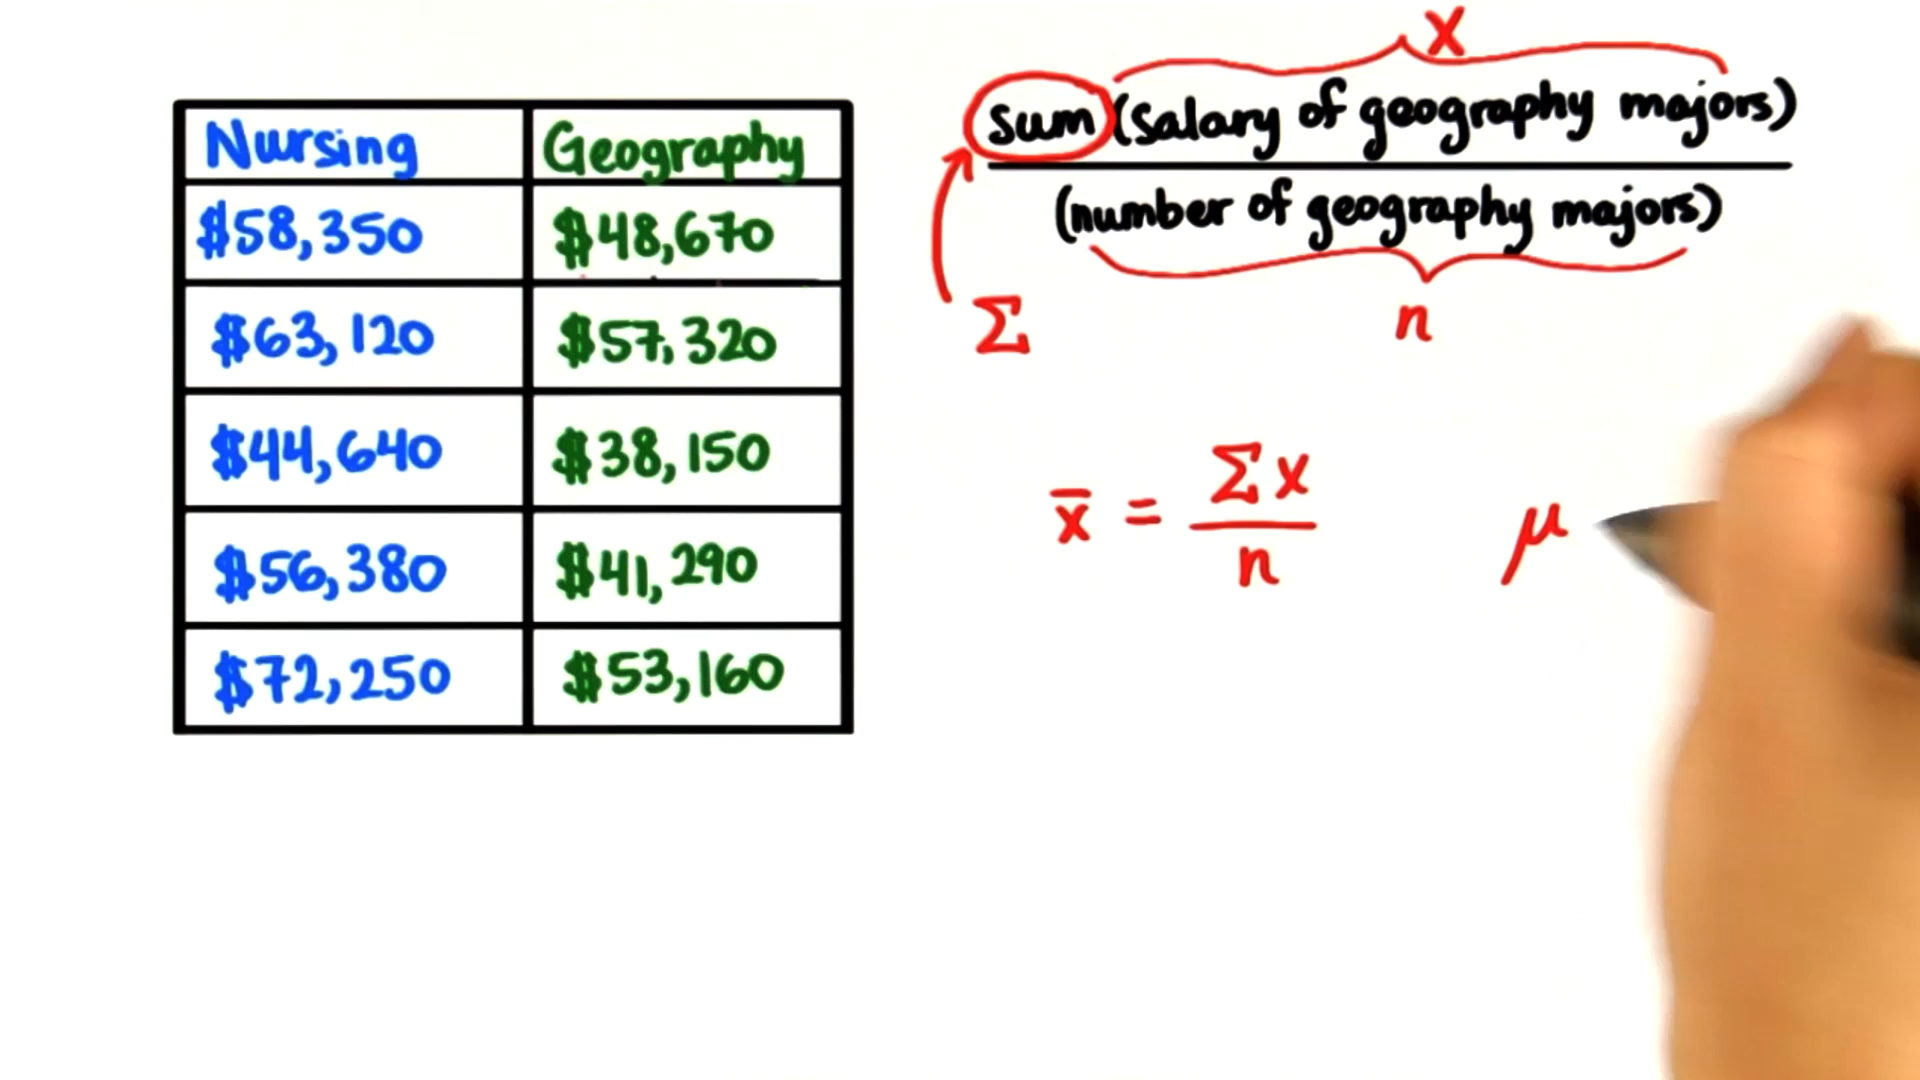 Nursing Geography
$58,350 $48,670
$63,120 $57,320
$44,640 $38,150
$56,380 $41,290
$72,250 $53,160
x
sum (salary of geography majors)
(number of geography majors)
Σ
n
x̄ = Σx
n
μ